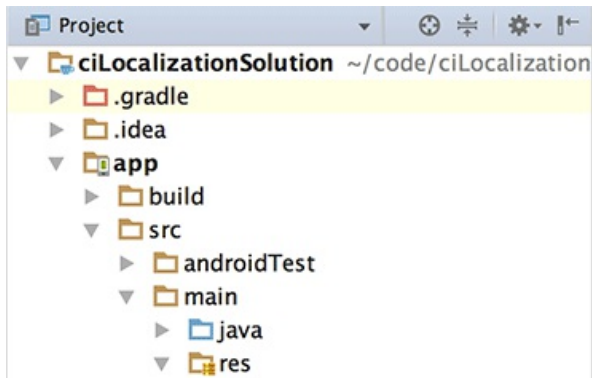 Project
ciLocalizationSolution ~/code/ciLocalization
.gradle
.idea
app
build
src
androidTest
main
java
res